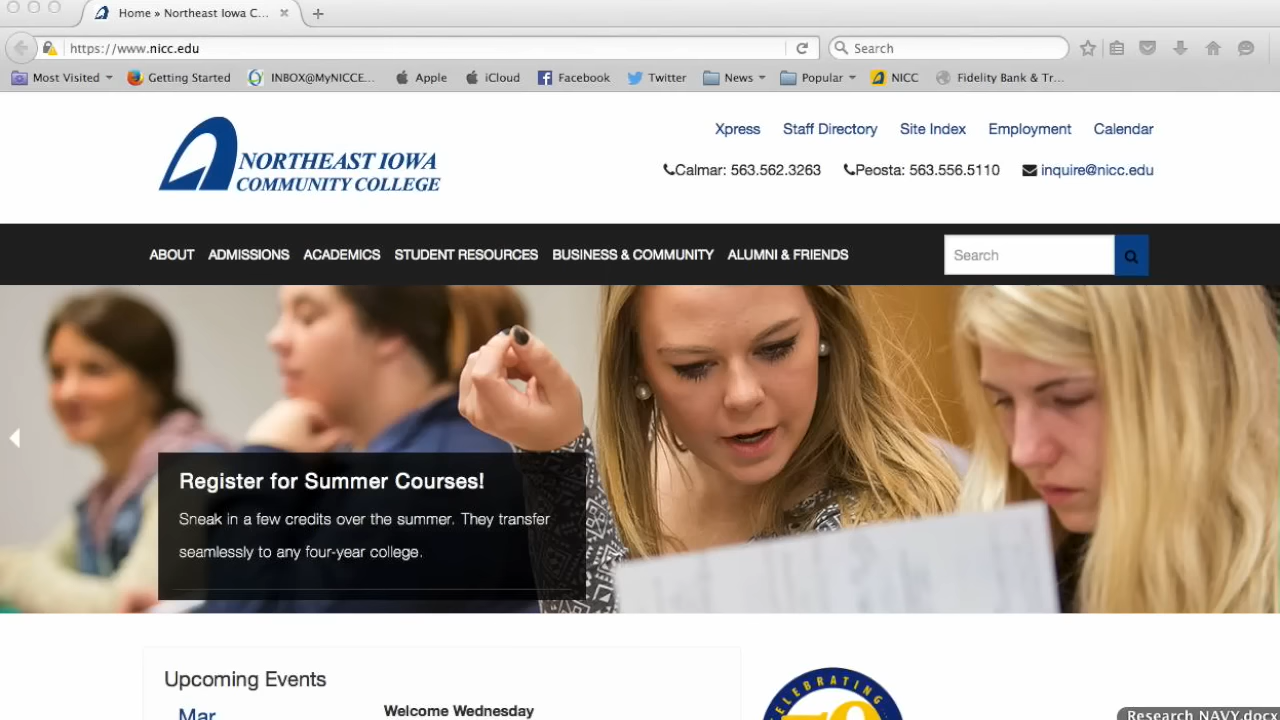 Home » Northeast Iowa C...
https://www.nicc.edu
Search
Most Visited
Getting Started
INBOX@MyNICCE...
Apple
iCloud
Facebook
Twitter
News
Popular
NICC
Fidelity Bank & Tr...
Xpress
Staff Directory
Site Index
Employment
Calendar
NORTHEAST IOWA
COMMUNITY COLLEGE
Calmar: 563.562.3263
Peosta: 563.556.5110
inquire@nicc.edu
ABOUT
ADMISSIONS
ACADEMICS
STUDENT RESOURCES
BUSINESS & COMMUNITY
ALUMNI & FRIENDS
Search
Register for Summer Courses!
Sneak in a few credits over the summer. They transfer
seamlessly to any four-year college.
Upcoming Events
Mar
Welcome Wednesday
CELEBRATING
Research NAVY.docx